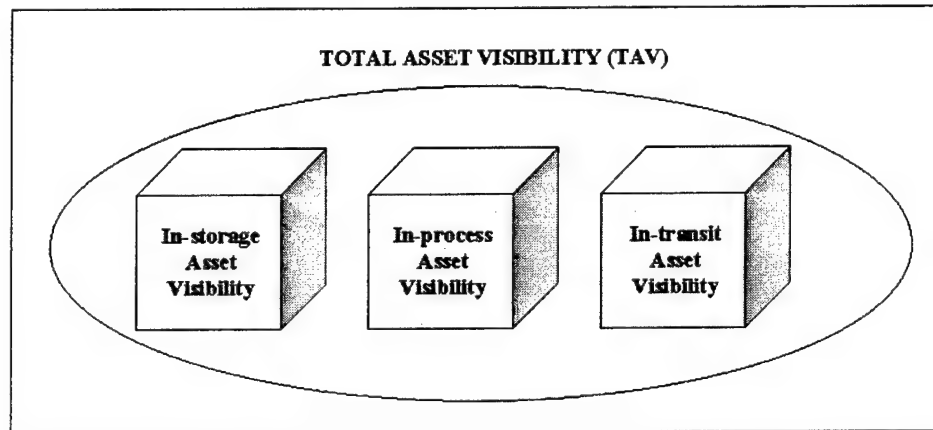 TOTAL ASSET VISIBILITY (TAV)
In-storage
Asset
Visibility
In-process
Asset
Visibility
In-transit
Asset
Visibility